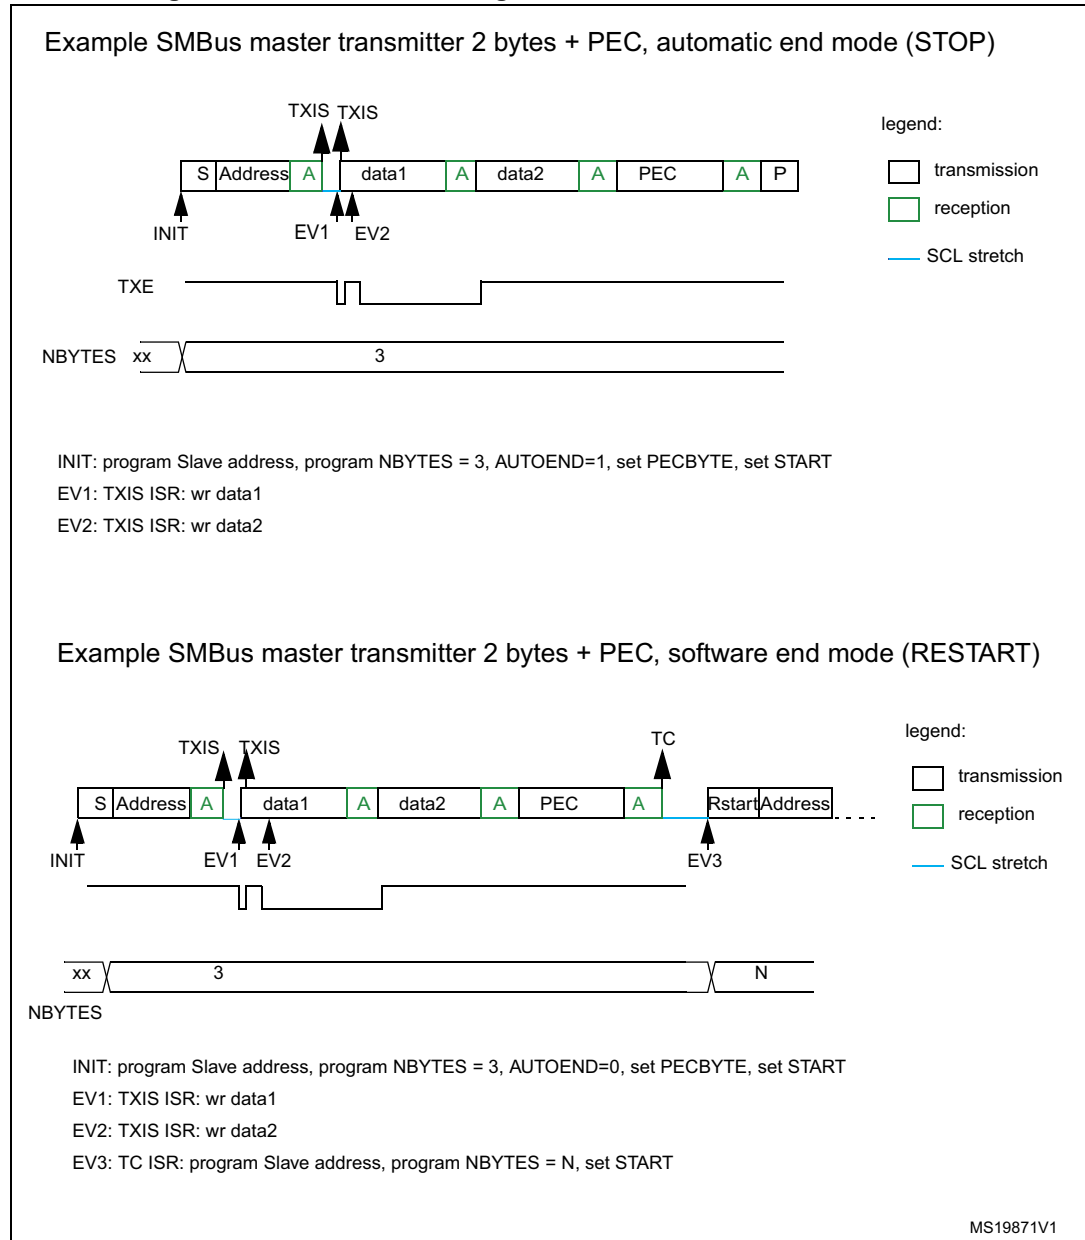 Example SMBus master transmitter 2 bytes + PEC, automatic end mode (STOP)
TXIS TXIS
legend:
S Address A data1 A data2 A PEC A P
transmission
reception
INIT EV1 EV2
SCL stretch
TXE
NBYTES xx 3
INIT: program Slave address, program NBYTES = 3, AUTOEND=1, set PECBYTE, set START
EV1: TXIS ISR: wr data1
EV2: TXIS ISR: wr data2
Example SMBus master transmitter 2 bytes + PEC, software end mode (RESTART)
TXIS TXIS TC
legend:
transmission
S Address A data1 A data2 A PEC A Rstart Address
reception
INIT EV1 EV2 EV3
SCL stretch
xx 3 N
NBYTES
INIT: program Slave address, program NBYTES = 3, AUTOEND=0, set PECBYTE, set START
EV1: TXIS ISR: wr data1
EV2: TXIS ISR: wr data2
EV3: TC ISR: program Slave address, program NBYTES = N, set START
MS19871V1